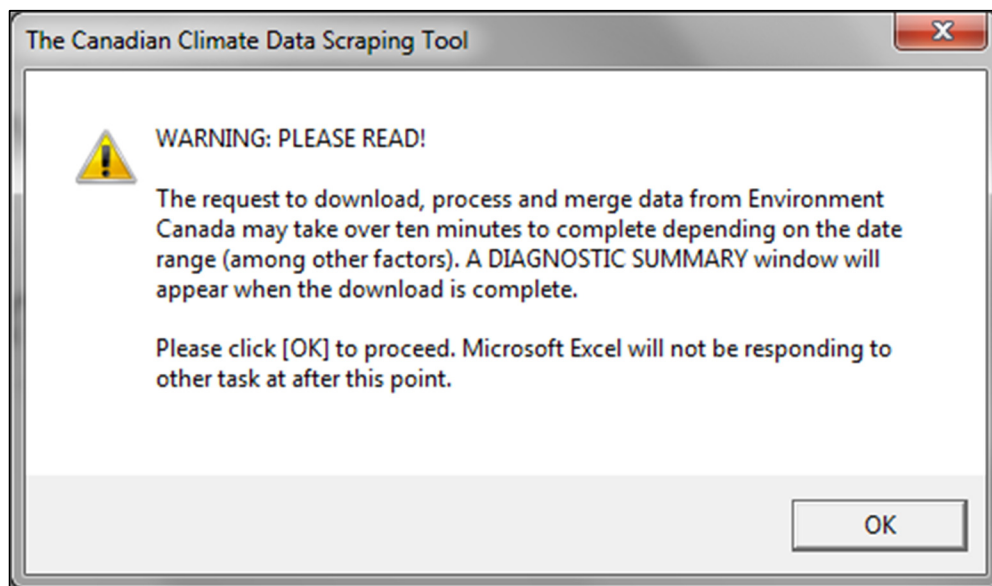 The Canadian Climate Data Scraping Tool
WARNING: PLEASE READ!
The request to download, process and merge data from Environment
Canada may take over ten minutes to complete depending on the date
range (among other factors). A DIAGNOSTIC SUMMARY window will
appear when the download is complete.
Please click [OK] to proceed. Microsoft Excel will not be responding to
other task at after this point.
OK